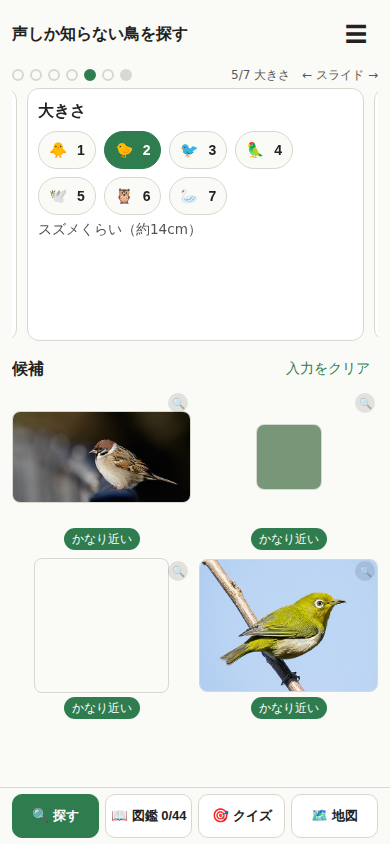 声しか知らない鳥を探す
5/7 大きさ ← スライド →
大きさ
1 2 3 4
5 6 7
スズメくらい（約14cm）
候補 入力をクリア
かなり近い かなり近い
かなり近い かなり近い
探す 図鑑 0/44 クイズ 地図